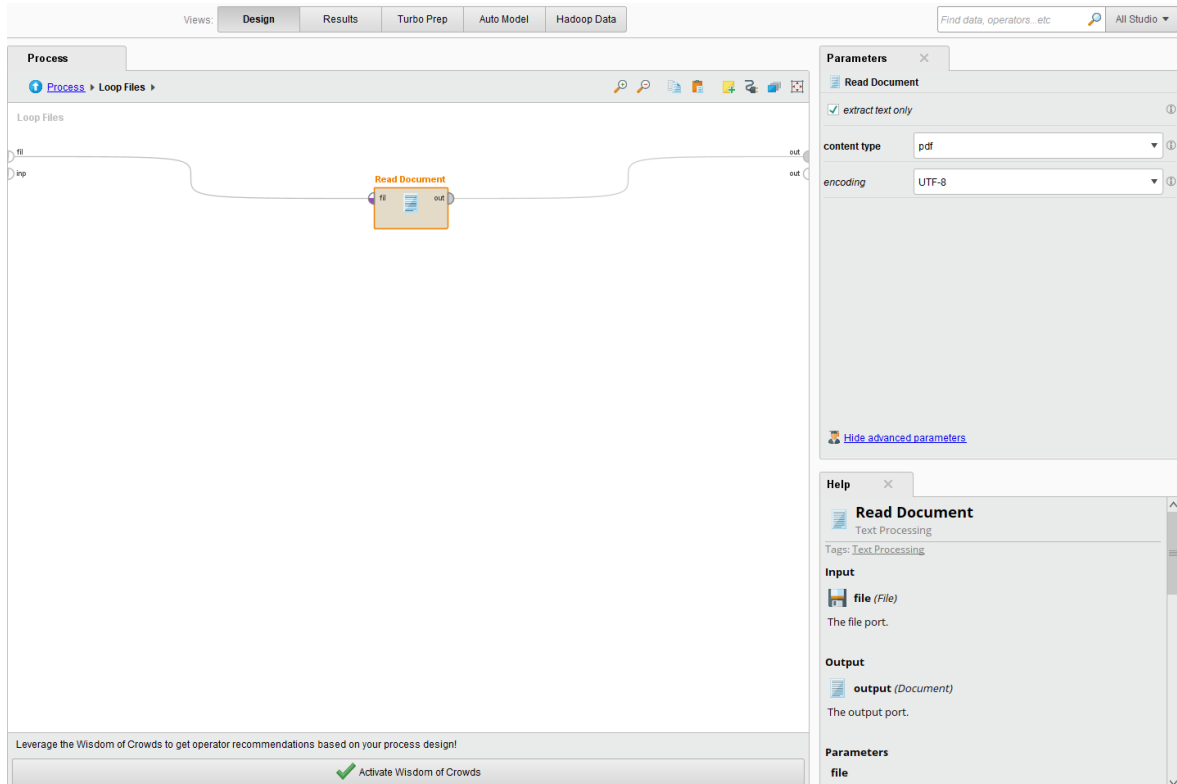 Views: Design Results Turbo Prep Auto Model Hadoop Data Find data, operators...etc All Studio
Process
Process Loop Files
Loop Files
fil
inp
out
out
Read Document
fil out
Leverage the Wisdom of Crowds to get operator recommendations based on your process design!
Activate Wisdom of Crowds
Parameters
Read Document
extract text only
content type pdf
encoding UTF-8
Hide advanced parameters
Help
Read Document
Text Processing
Tags: Text Processing
Input
file (File)
The file port.
Output
output (Document)
The output port.
Parameters
file